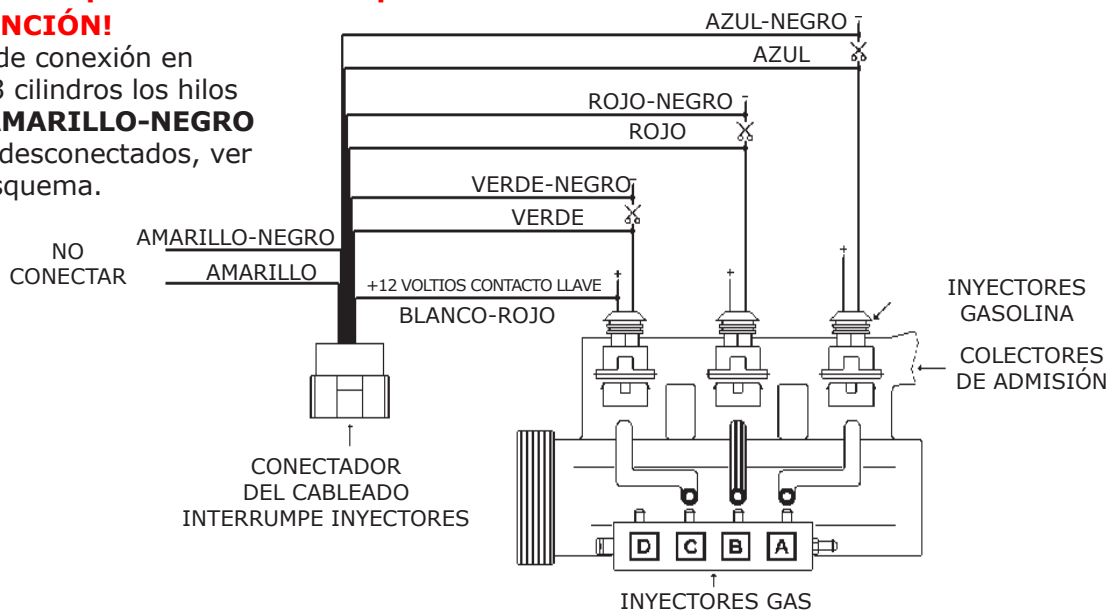 NCIÓN!
de conexión en
3 cilindros los hilos
AMARILLO-NEGRO
desconectados, ver
squema.
AZUL-NEGRO
AZUL
ROJO-NEGRO
ROJO
VERDE-NEGRO
VERDE
AMARILLO-NEGRO
NO
CONECTAR
AMARILLO
+12 VOLTIOS CONTACTO LLAVE
BLANCO-ROJO
INYECTORES
GASOLINA
COLECTORES
DE ADMISIÓN
CONECTADOR
DEL CABLEADO
INTERRUMPE INYECTORES
D C B A
INYECTORES GAS